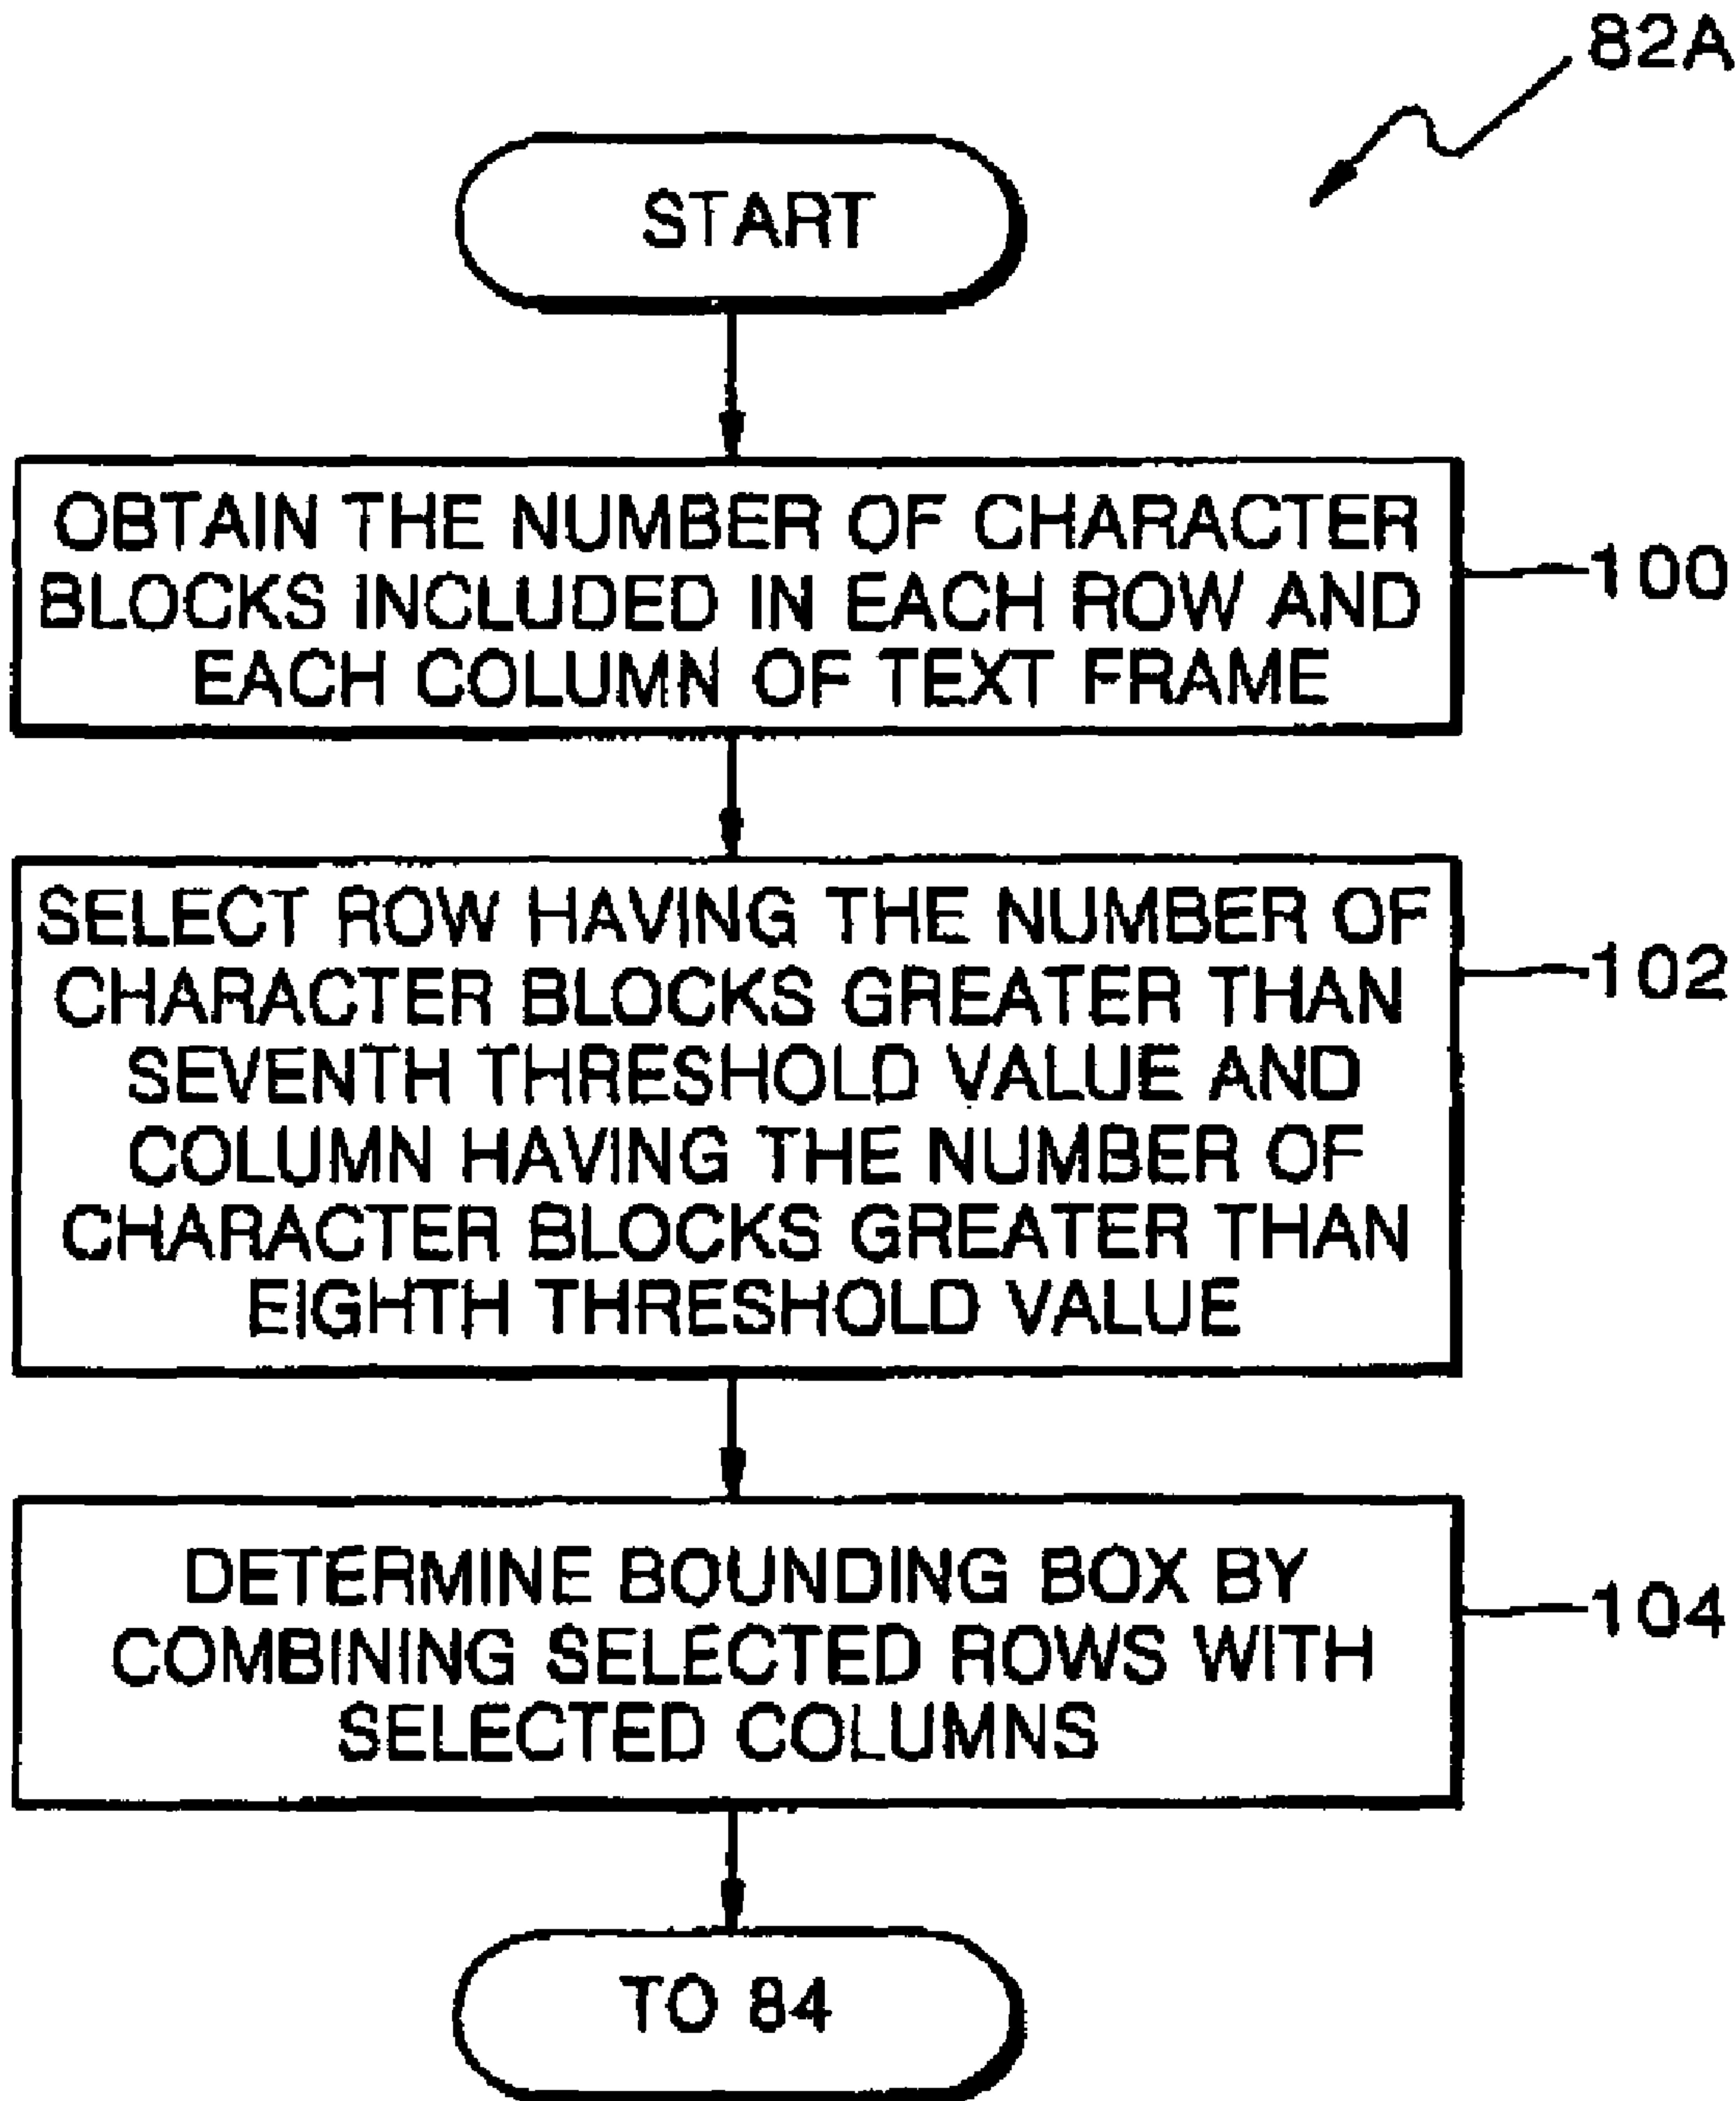 82A
START
OBTAIN THE NUMBER OF CHARACTER
BLOCKS INCLUDED IN EACH ROW AND
EACH COLUMN OF TEXT FRAME
100
SELECT ROW HAVING THE NUMBER OF
CHARACTER BLOCKS GREATER THAN
SEVENTH THRESHOLD VALUE AND
COLUMN HAVING THE NUMBER OF
CHARACTER BLOCKS GREATER THAN
EIGHTH THRESHOLD VALUE
102
DETERMINE BOUNDING BOX BY
COMBINING SELECTED ROWS WITH
SELECTED COLUMNS
104
TO 84